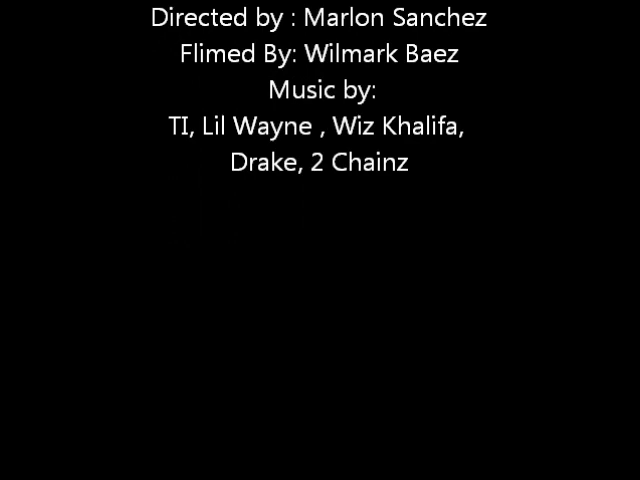 Directed by : Marlon Sanchez
Flimed By: Wilmark Baez
Music by:
TI, Lil Wayne , Wiz Khalifa,
Drake, 2 Chainz